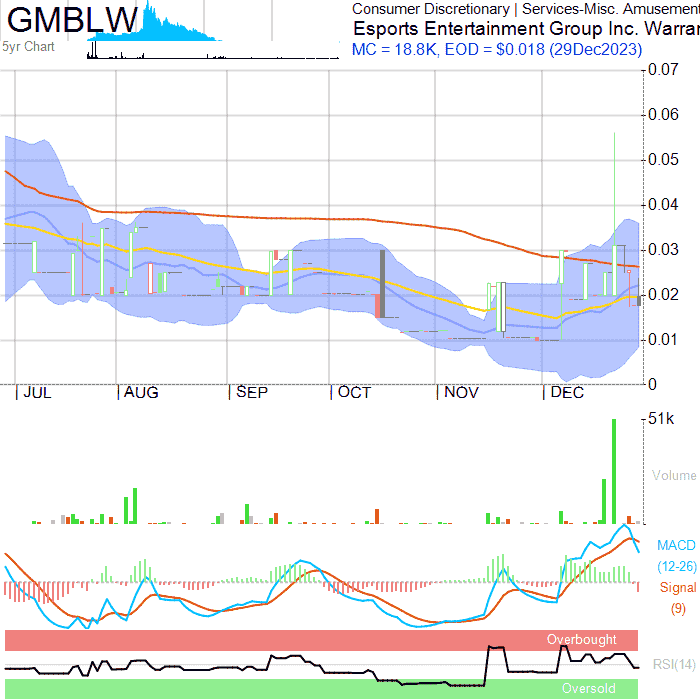 GMBLW
5yr Chart
Consumer Discretionary | Services-Misc. Amusement
Esports Entertainment Group Inc. Warran
MC = 18.8K, EOD = $0.018 (29Dec2023)
0.07
0.06
0.05
0.04
0.03
0.02
0.01
0
JUL AUG SEP OCT NOV DEC
51k
Volume
MACD
(12-26)
Signal
(9)
Overbought
RSI(14)
Oversold